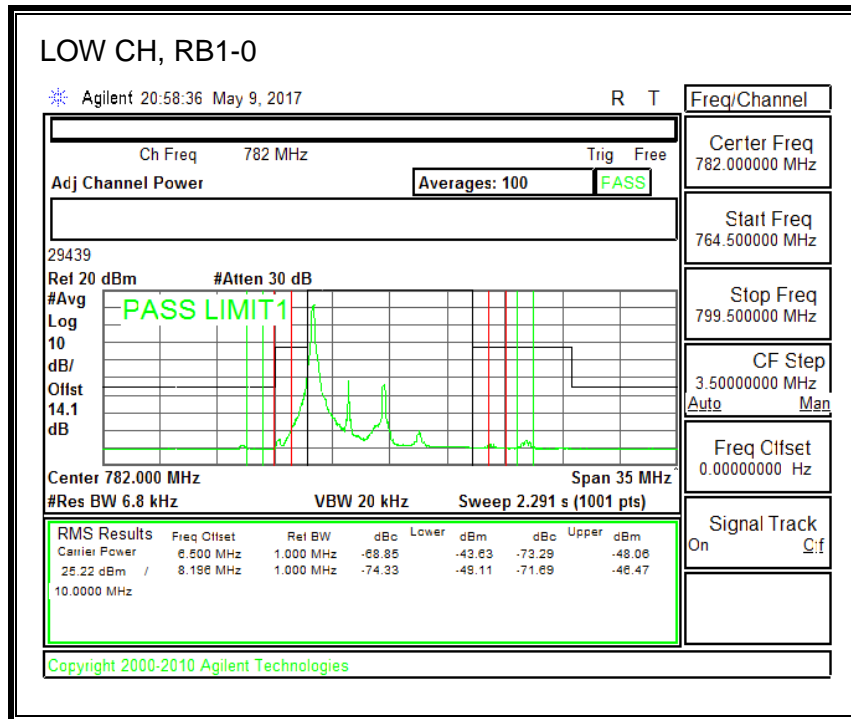 LOW CH, RB1-0
Agilent 20:58:36 May 9, 2017 R T
Ch Freq 782 MHz Trig Free
Adj Channel Power Averages: 100 PASS
29439
Ref 20 dBm #Atten 30 dB
#Avg
Log
10
dB/
Offst
14.1
dB
PASS LIMIT1
Center 782.000 MHz Span 35 MHz
#Res BW 6.8 kHz VBW 20 kHz Sweep 2.291 s (1001 pts)
RMS Results Freq Offset Ref BW dBc Lower dBm dBc Upper dBm
Carrier Power 6.500 MHz 1.000 MHz -68.85 -43.63 -73.29 -48.06
25.22 dBm / 8.196 MHz 1.000 MHz -74.33 -49.11 -71.69 -46.47
10.0000 MHz
Copyright 2000-2010 Agilent Technologies
Freq/Channel
Center Freq
782.000000 MHz
Start Freq
764.500000 MHz
Stop Freq
799.500000 MHz
CF Step
3.50000000 MHz
Auto Man
Freq Offset
0.00000000 Hz
Signal Track
On